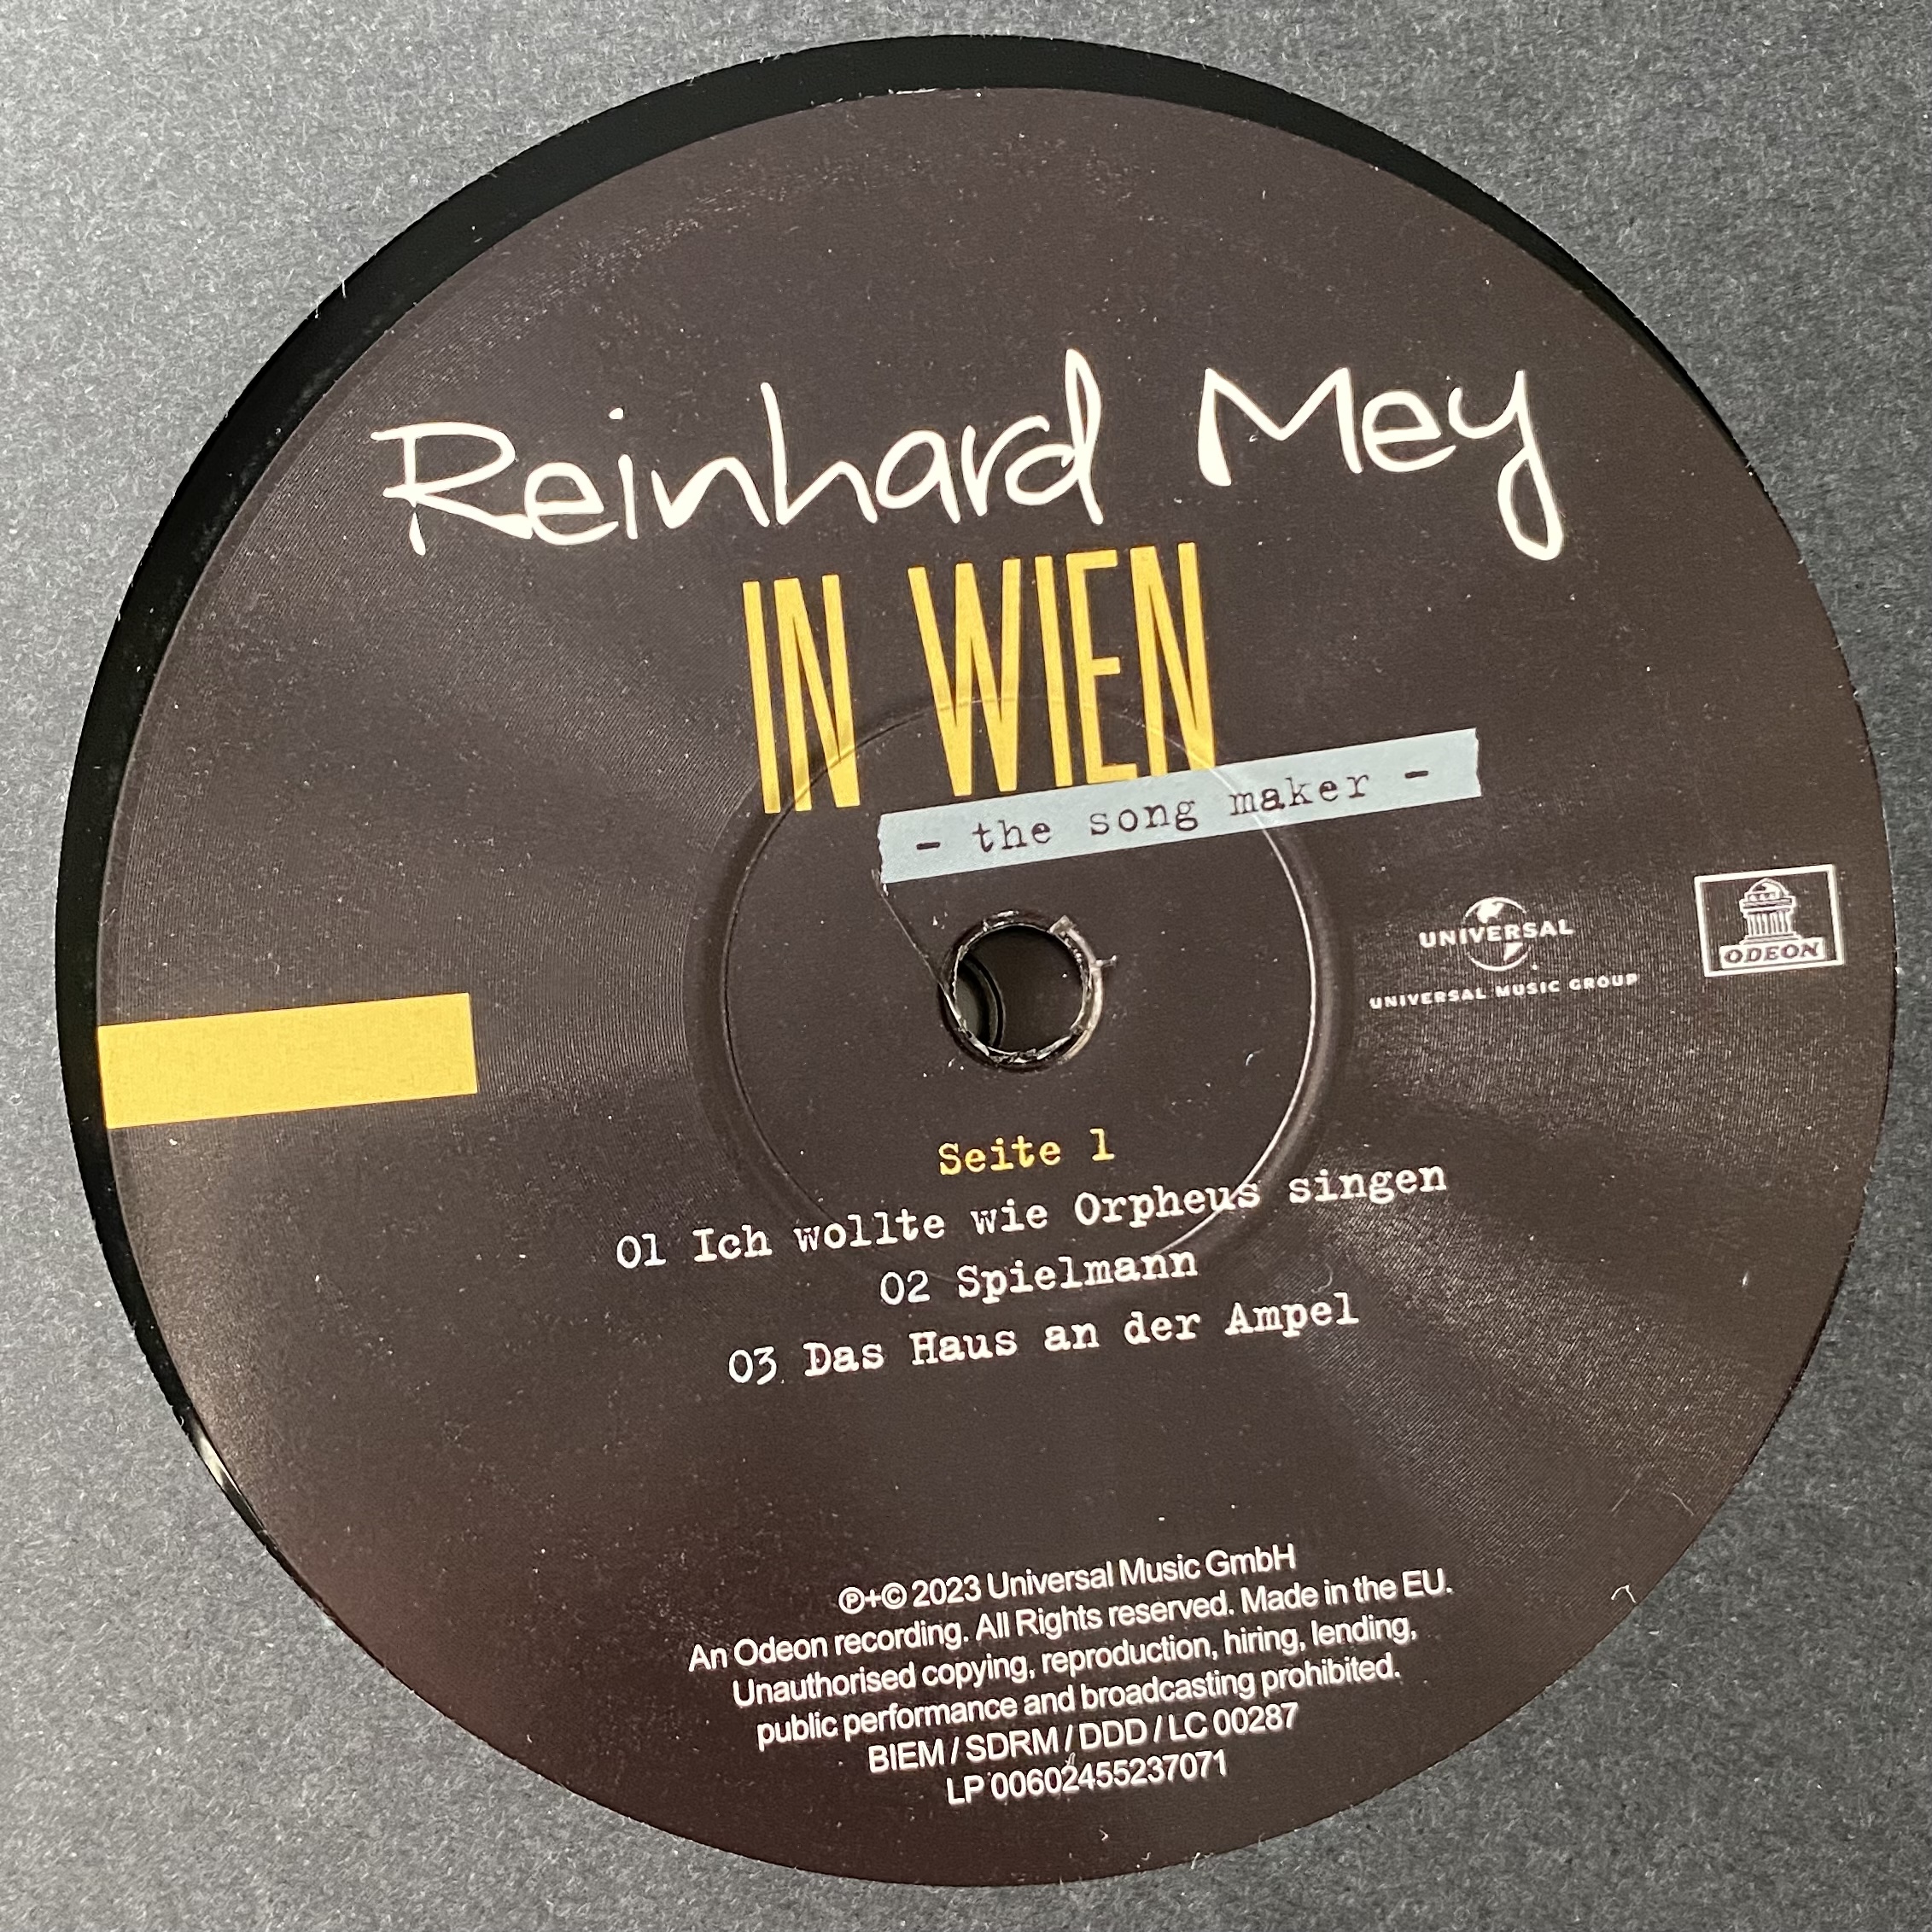 Reinhard Mey
IN WIEN
- the song maker -
UNIVERSAL
UNIVERSAL MUSIC GROUP
ODEON
Seite 1
01 Ich wollte wie Orpheus singen
02 Spielmann
03 Das Haus an der Ampel
℗+© 2023 Universal Music GmbH
An Odeon recording. All Rights reserved. Made in the EU.
Unauthorised copying, reproduction, hiring, lending,
public performance and broadcasting prohibited.
BIEM / SDRM / DDD / LC 00287
LP 00602455237071